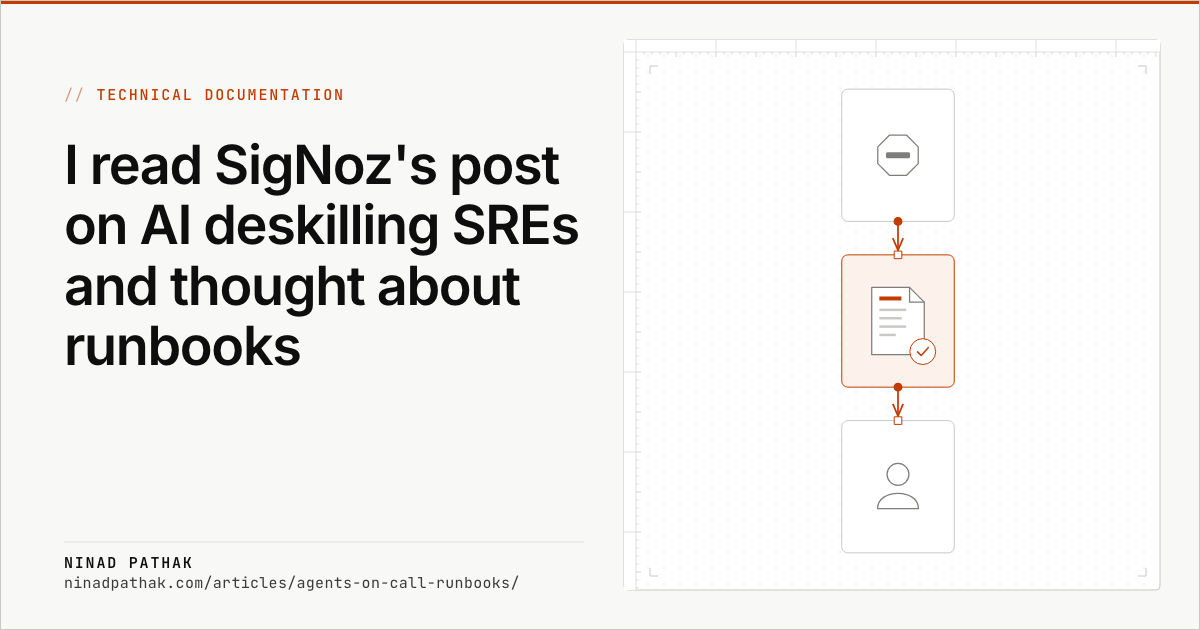 // TECHNICAL DOCUMENTATION
I read SigNoz's post
on AI deskilling SREs
and thought about
runbooks
NINAD PATHAK
ninadpathak.com/articles/agents-on-call-runbooks/